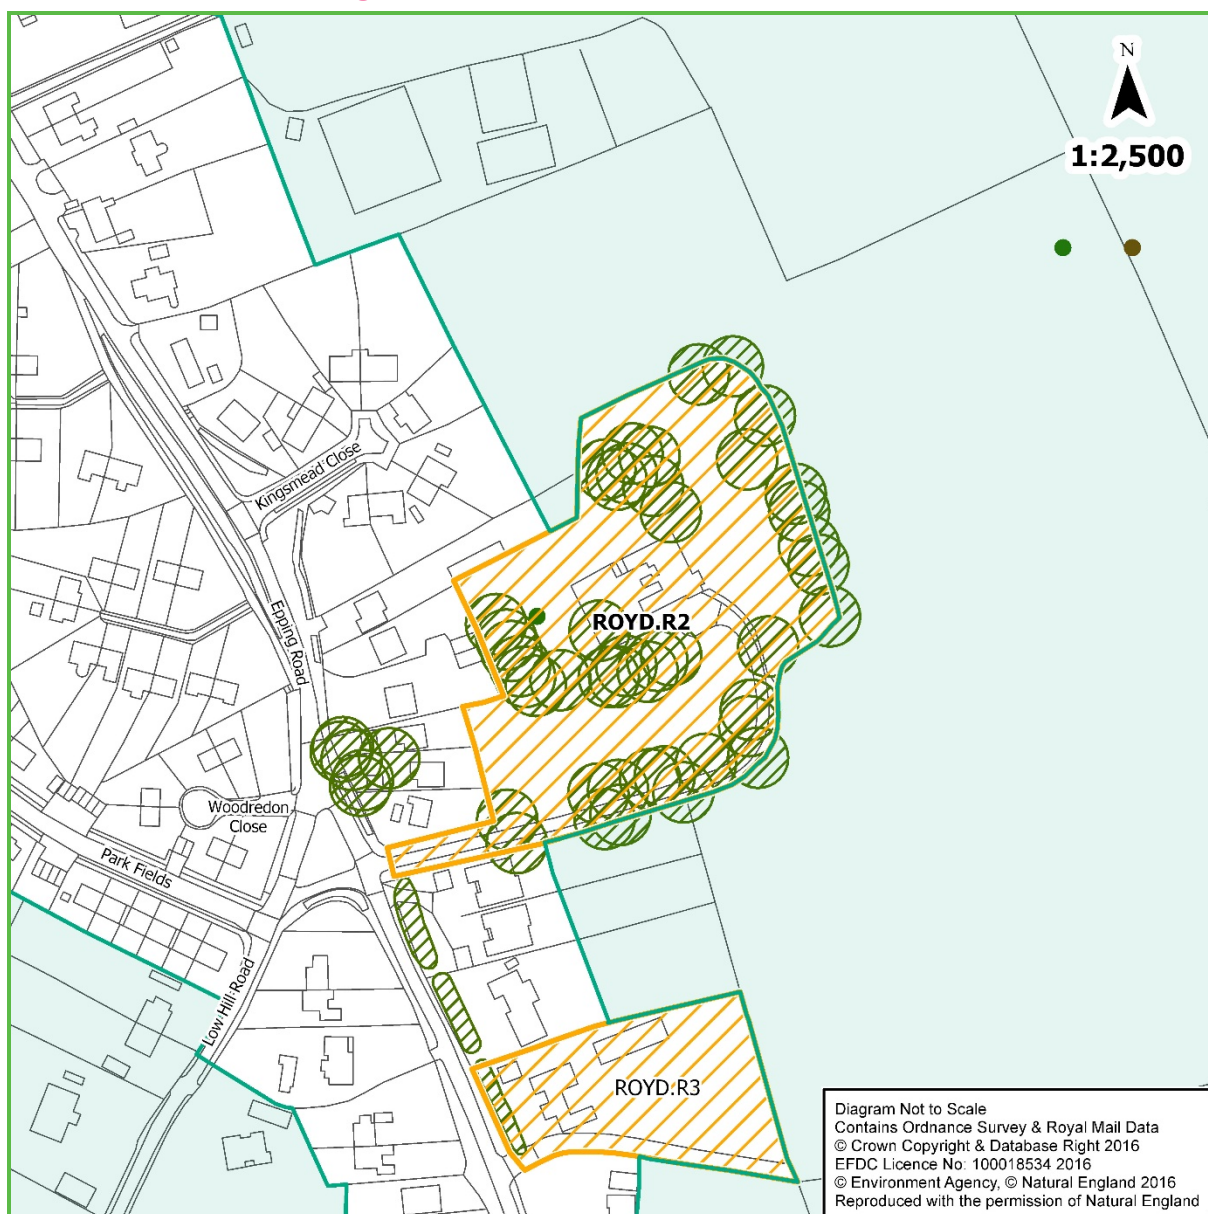 N
1:2,500
Kingsmead Close
Epping Road
ROYD.R2
Woodredon
Close
Park Fields
Low Hill Road
ROYD.R3
Diagram Not to Scale
Contains Ordnance Survey & Royal Mail Data
© Crown Copyright & Database Right 2016
EFDC Licence No: 100018534 2016
© Environment Agency, © Natural England 2016
Reproduced with the permission of Natural England